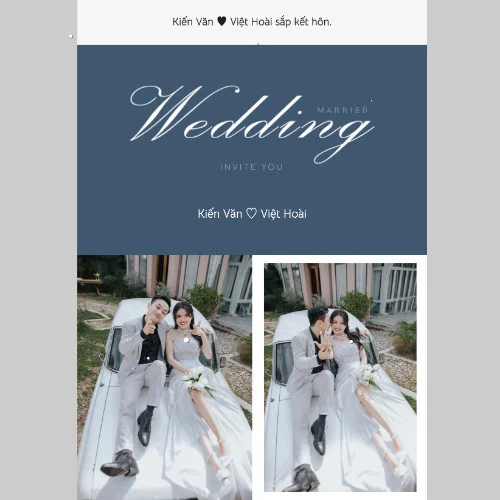 Kiến Văn ♥ Việt Hoài sắp kết hôn.
Wedding
MARRIED
INVITE YOU
Kiến Văn ♡ Việt Hoài